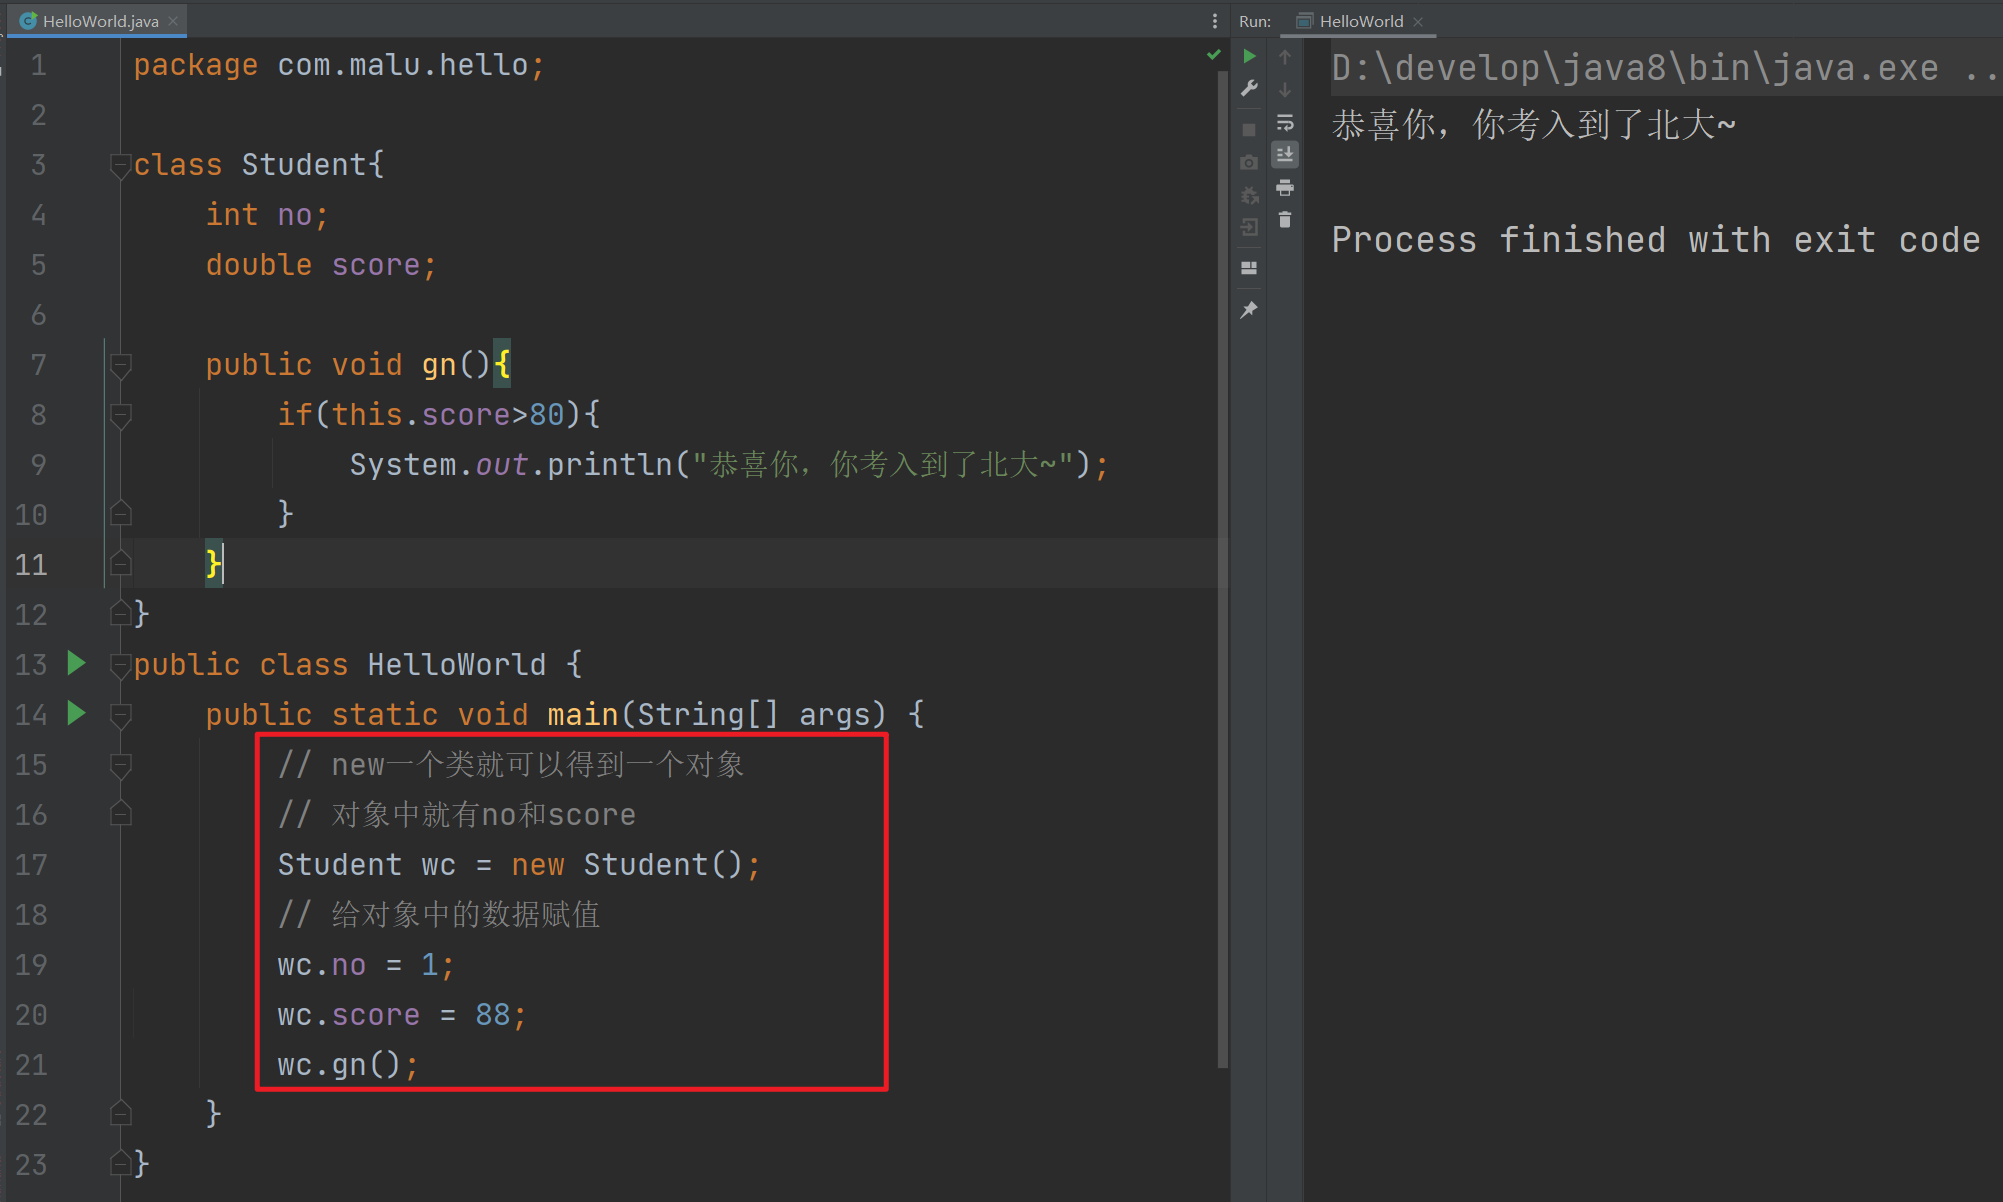 HelloWorld.java
package com.malu.hello;
class Student{
int no;
double score;
public void gn(){
if(this.score>80){
System.out.println("恭喜你，你考入到了北大~");
}
}
}
public class HelloWorld {
public static void main(String[] args) {
// new一个类就可以得到一个对象
// 对象中就有no和score
Student wc = new Student();
// 给对象中的数据赋值
wc.no = 1;
wc.score = 88;
wc.gn();
}
}
1
2
3
4
5
6
7
8
9
10
11
12
13
14
15
16
17
18
19
20
21
22
23
Run: HelloWorld
D:\develop\java8\bin\java.exe ..
恭喜你，你考入到了北大~
Process finished with exit code